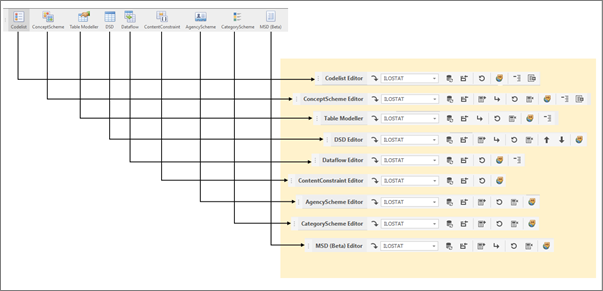 Codelist ConceptScheme Table Modeller DSD Dataflow ContentConstraint AgencyScheme CategoryScheme MSD (Beta)
Codelist Editor ILOSTAT
ConceptScheme Editor ILOSTAT
Table Modeller ILOSTAT
DSD Editor ILOSTAT
Dataflow Editor ILOSTAT
ContentConstraint Editor ILOSTAT
AgencyScheme Editor ILOSTAT
CategoryScheme Editor ILOSTAT
MSD (Beta) Editor ILOSTAT